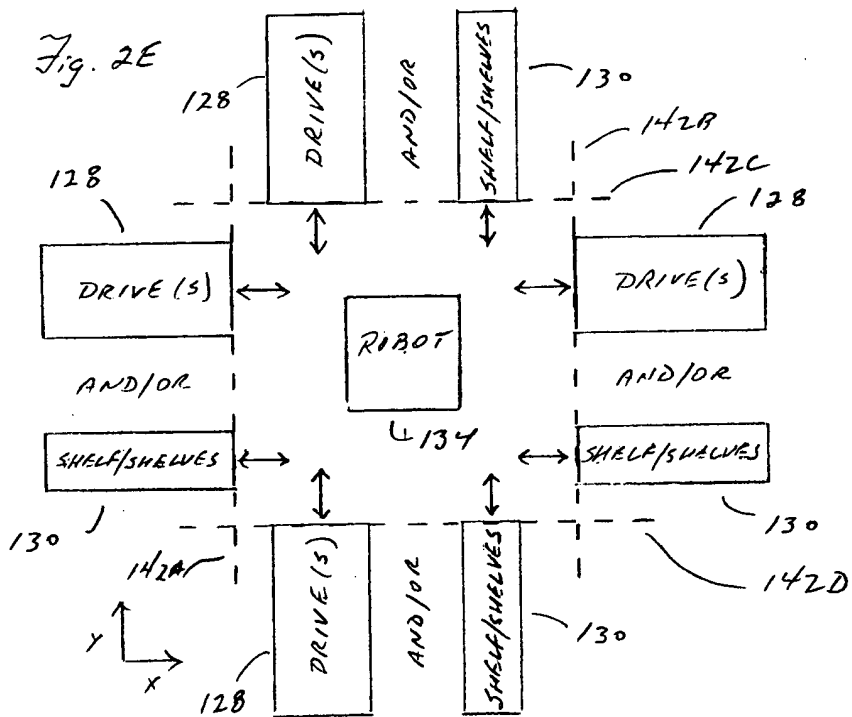 Fig. 2E
128
DRIVE(S)
AND/OR
SHELF/SHELVES
130
142B
142C
128
DRIVE(S)
128
DRIVE(S)
ROBOT
134
AND/OR
AND/OR
SHELF/SHELVES
130
SHELF/SHELVES
130
142A
142D
Y
X
128
DRIVE(S)
AND/OR
SHELF/SHELVES
130